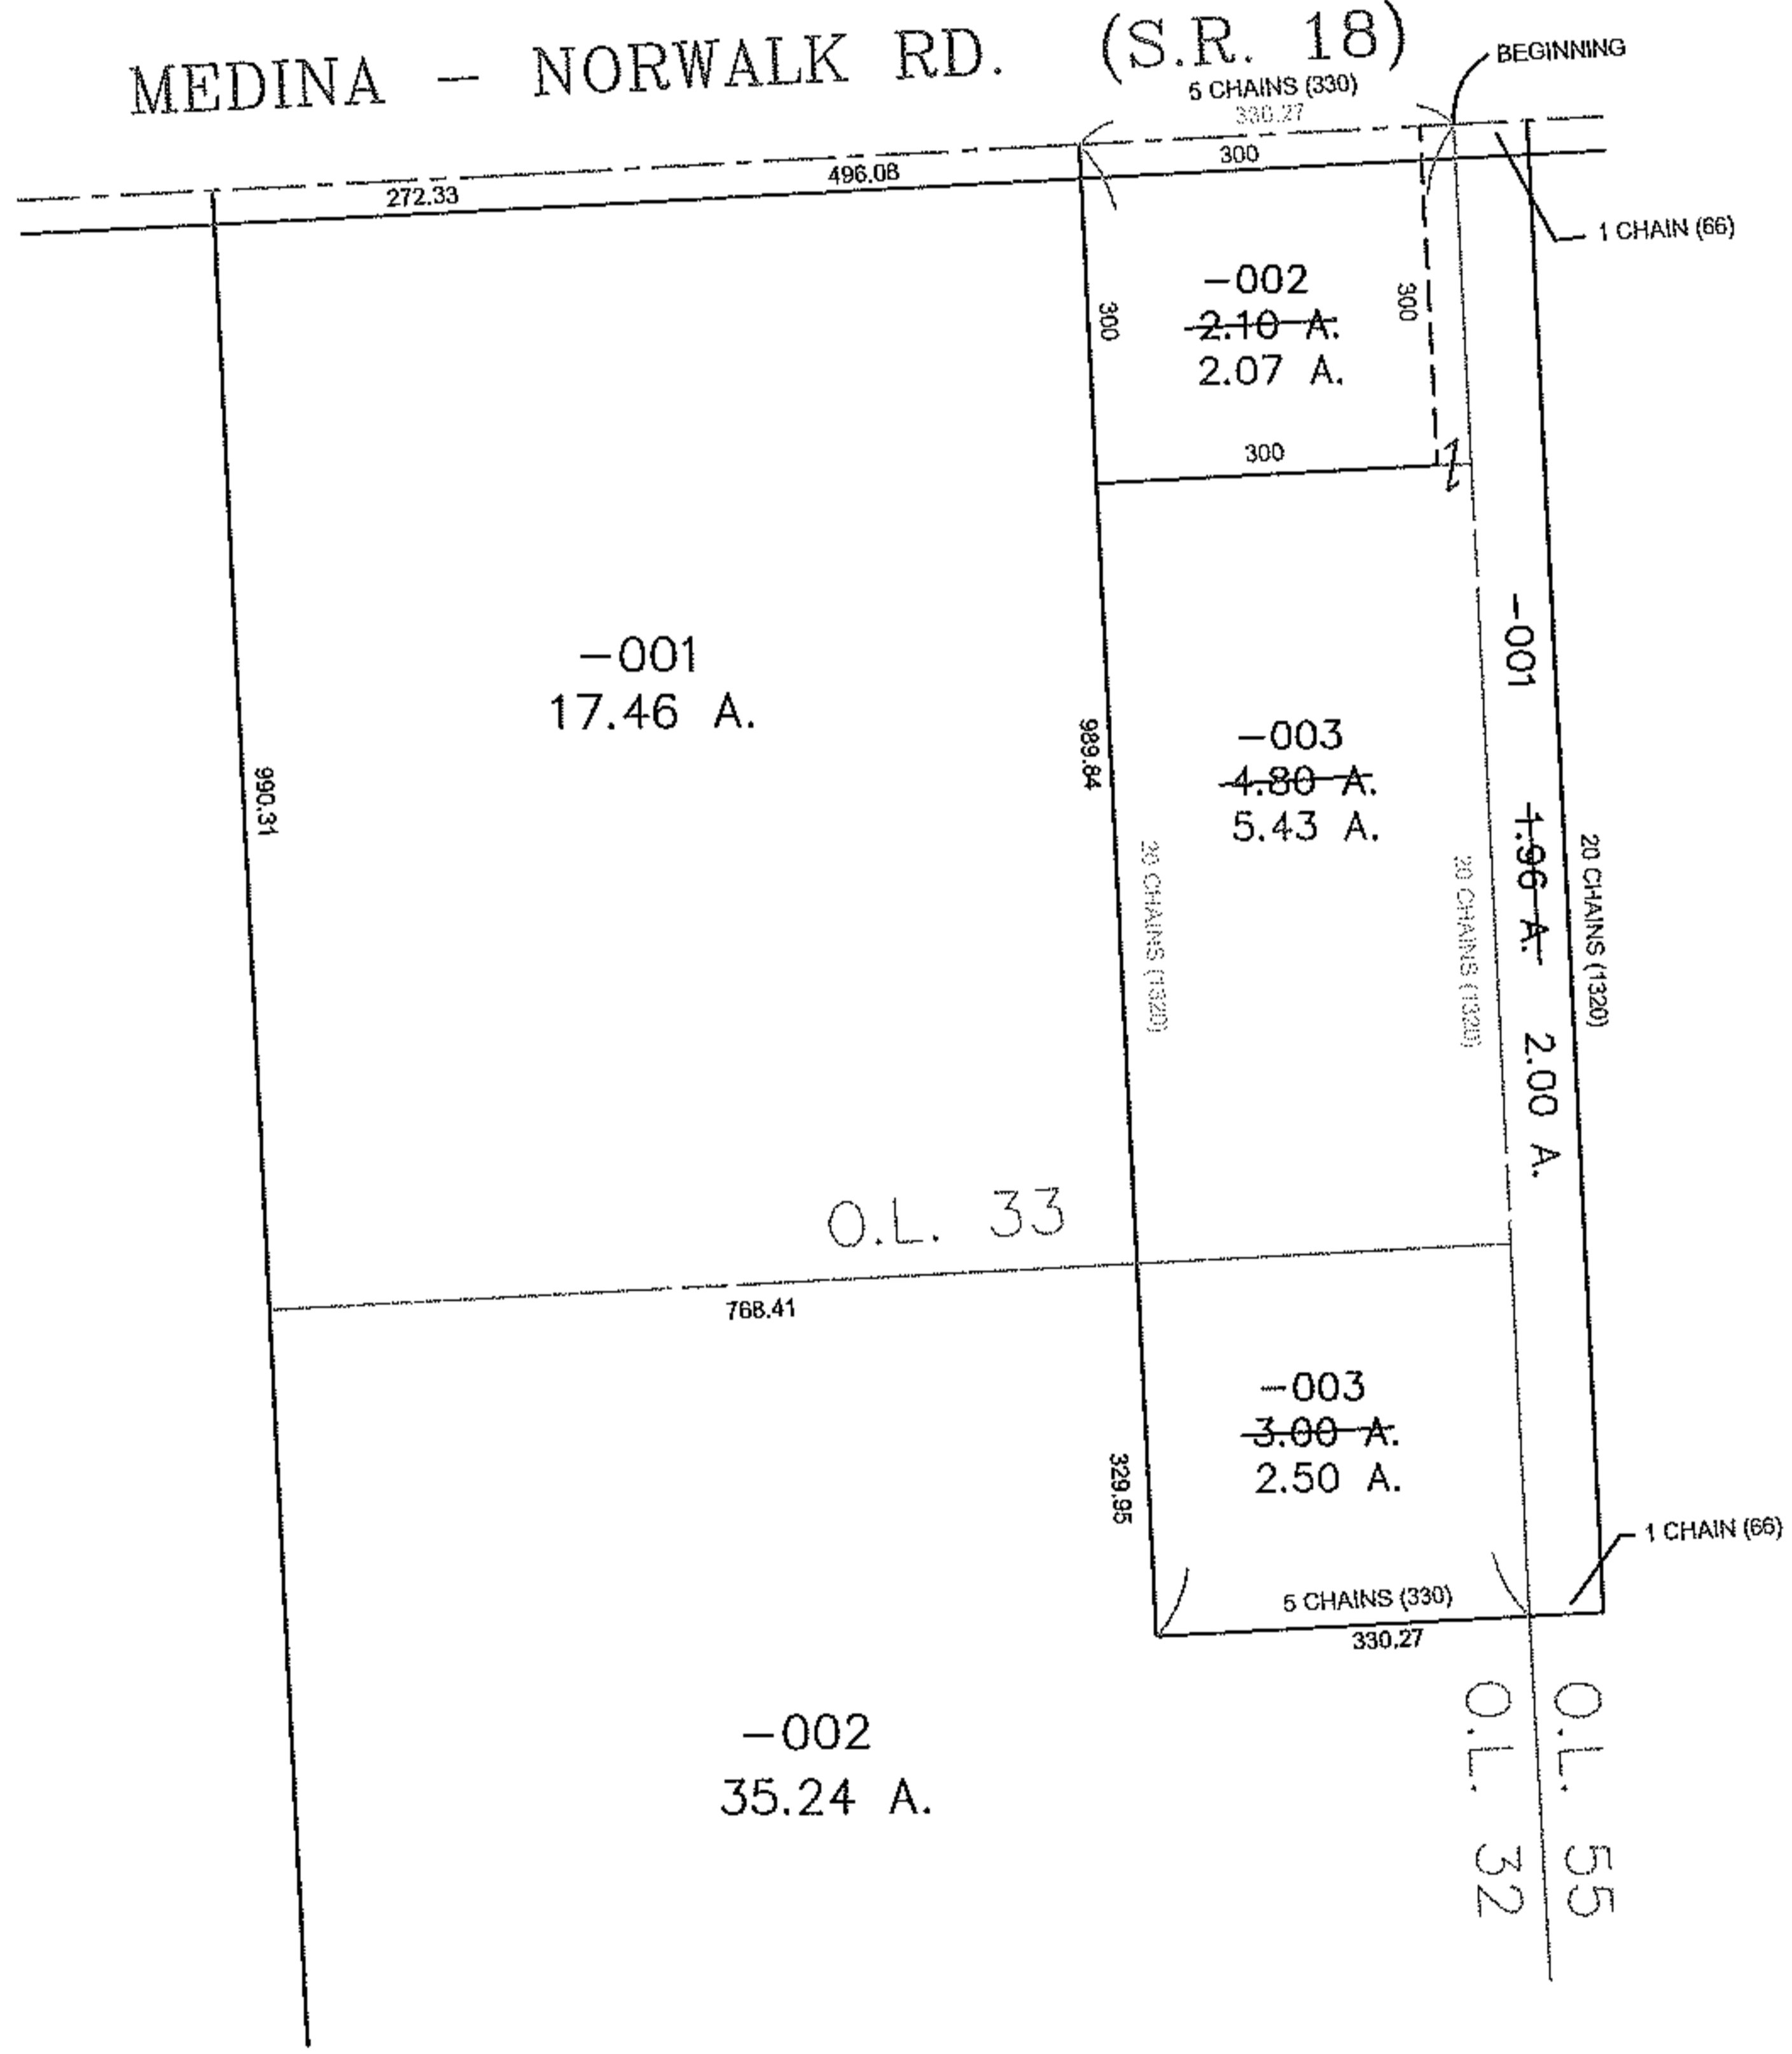 MEDINA - NORWALK RD. (S.R. 18)
BEGINNING
5 CHAINS (330)
330.27
300
496.08
272.33
1 CHAIN (66)
-002
2.10 A.
2.07 A.
300
300
300
-001
17.46 A.
990.31
989.84
20 CHAINS (1320)
-003
4.80 A.
5.43 A.
20 CHAINS (1320)
-001 1.96 A. 2.00 A.
20 CHAINS (1320)
O.L. 33
768.41
-003
3.00 A.
2.50 A.
329.95
1 CHAIN (66)
5 CHAINS (330)
330.27
-002
35.24 A.
O.L. 55
O.L. 32